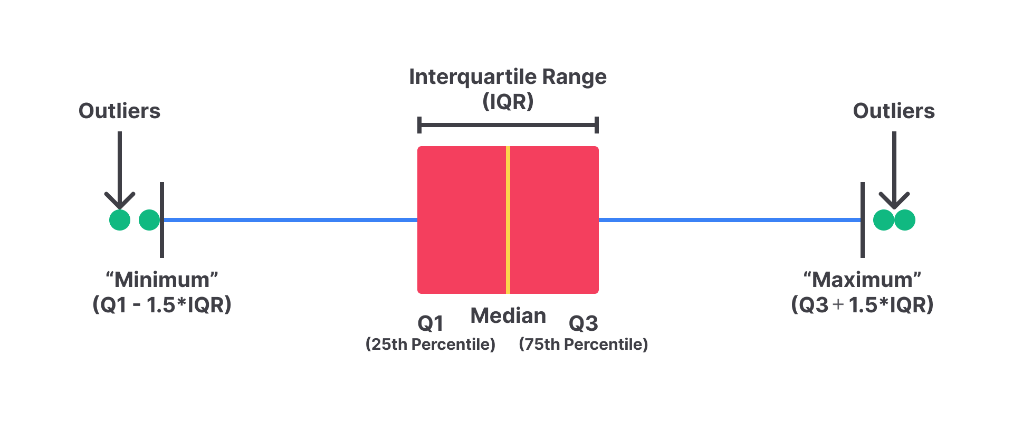 Interquartile Range
(IQR)
Outliers
Outliers
“Minimum”
(Q1 - 1.5*IQR)
“Maximum”
(Q3 + 1.5*IQR)
Q1
Median
Q3
(25th Percentile)
(75th Percentile)